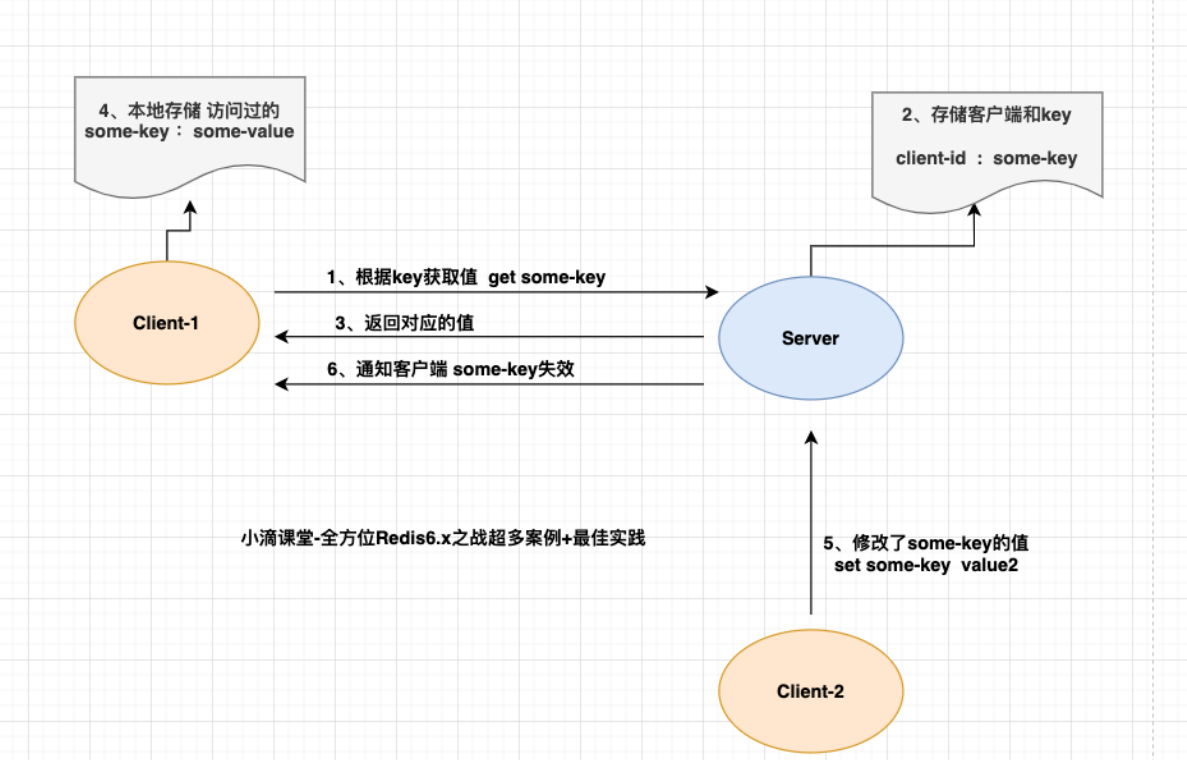 4、本地存储 访问过的
some-key： some-value
2、存储客户端和key
client-id ： some-key
1、根据key获取值 get some-key
Client-1
3、返回对应的值
Server
6、通知客户端 some-key失效
小滴课堂-全方位Redis6.x之战超多案例+最佳实践
5、修改了some-key的值
set some-key value2
Client-2